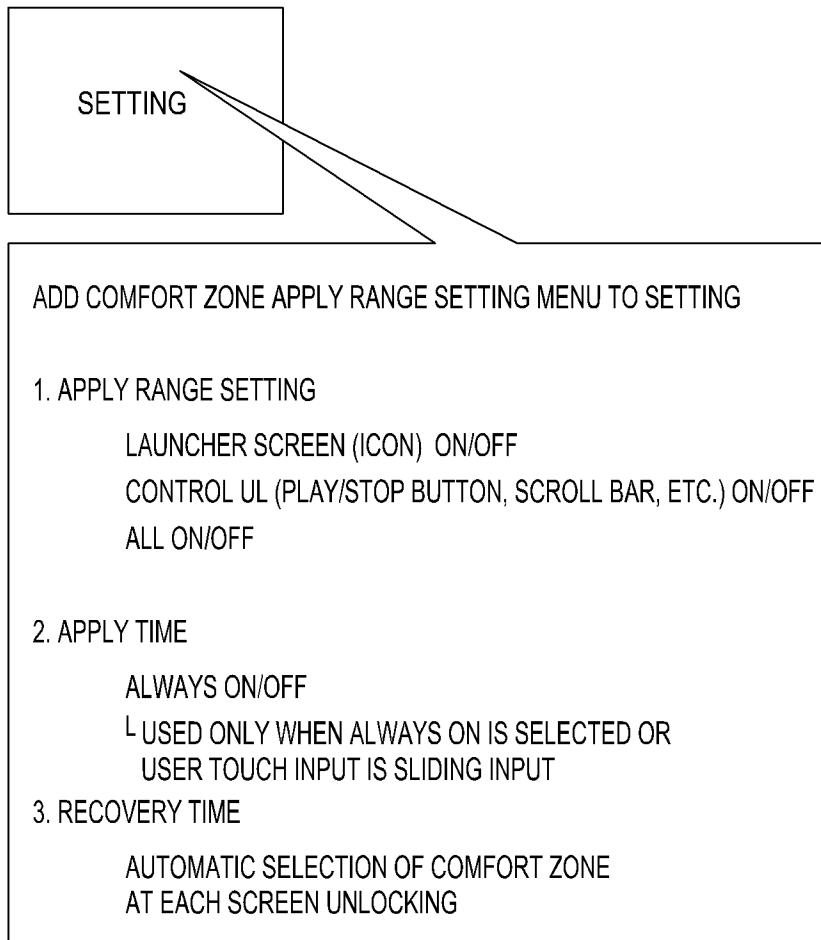 SETTING
ADD COMFORT ZONE APPLY RANGE SETTING MENU TO SETTING
1. APPLY RANGE SETTING
LAUNCHER SCREEN (ICON) ON/OFF
CONTROL UL (PLAY/STOP BUTTON, SCROLL BAR, ETC.) ON/OFF
ALL ON/OFF
2. APPLY TIME
ALWAYS ON/OFF
└ USED ONLY WHEN ALWAYS ON IS SELECTED OR
USER TOUCH INPUT IS SLIDING INPUT
3. RECOVERY TIME
AUTOMATIC SELECTION OF COMFORT ZONE
AT EACH SCREEN UNLOCKING